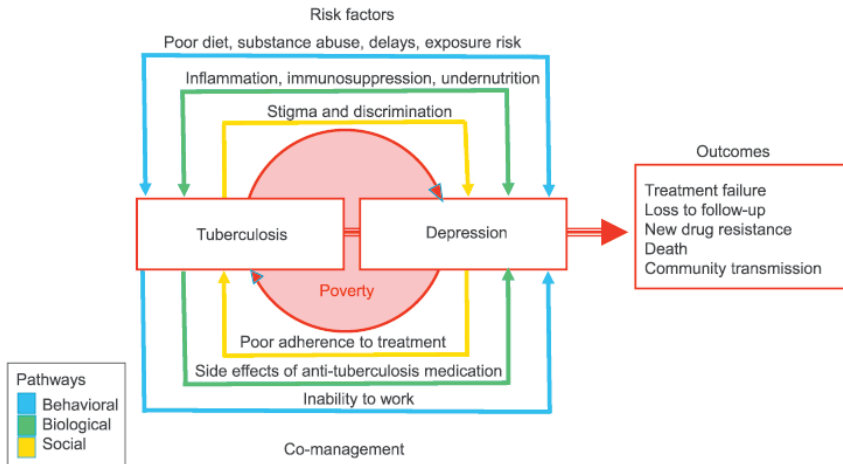 Risk factors
Poor diet, substance abuse, delays, exposure risk
Inflammation, immunosuppression, undernutrition
Stigma and discrimination
Tuberculosis
Depression
Poverty
Poor adherence to treatment
Side effects of anti-tuberculosis medication
Inability to work
Co-management
Outcomes
Treatment failure
Loss to follow-up
New drug resistance
Death
Community transmission
Pathways
Behavioral
Biological
Social